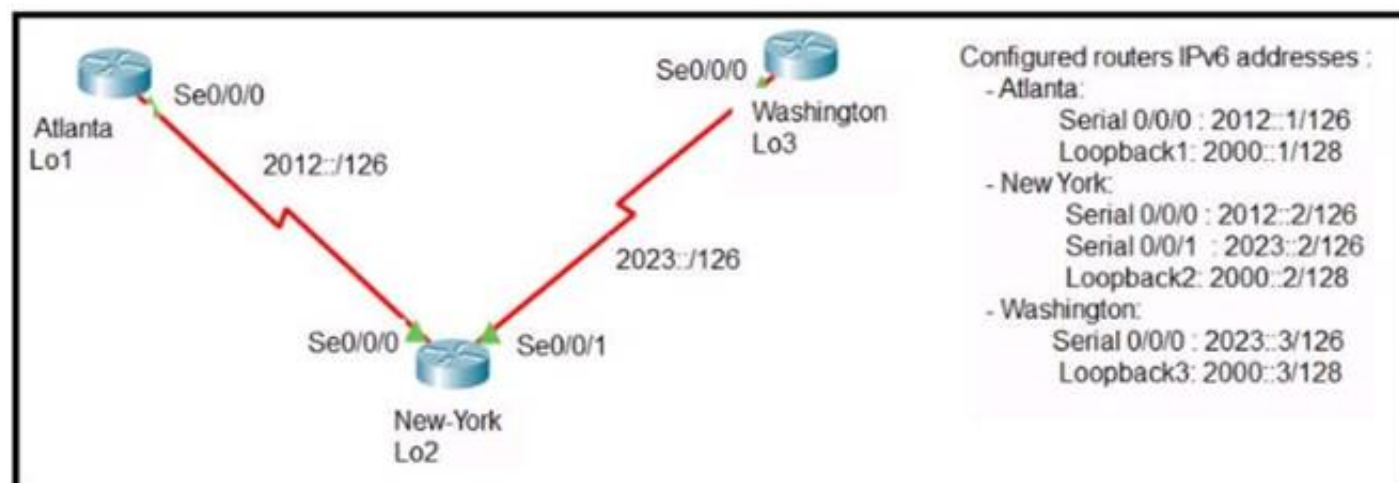 Se0/0/0
Atlanta
Lo1
2012::/126
Se0/0/0
Washington
Lo3
2023::/126
Se0/0/0
Se0/0/1
New-York
Lo2
Configured routers IPv6 addresses :
- Atlanta:
Serial 0/0/0 : 2012::1/126
Loopback1: 2000::1/128
- New York:
Serial 0/0/0 : 2012::2/126
Serial 0/0/1 : 2023::2/126
Loopback2: 2000::2/128
- Washington:
Serial 0/0/0 : 2023::3/126
Loopback3: 2000::3/128